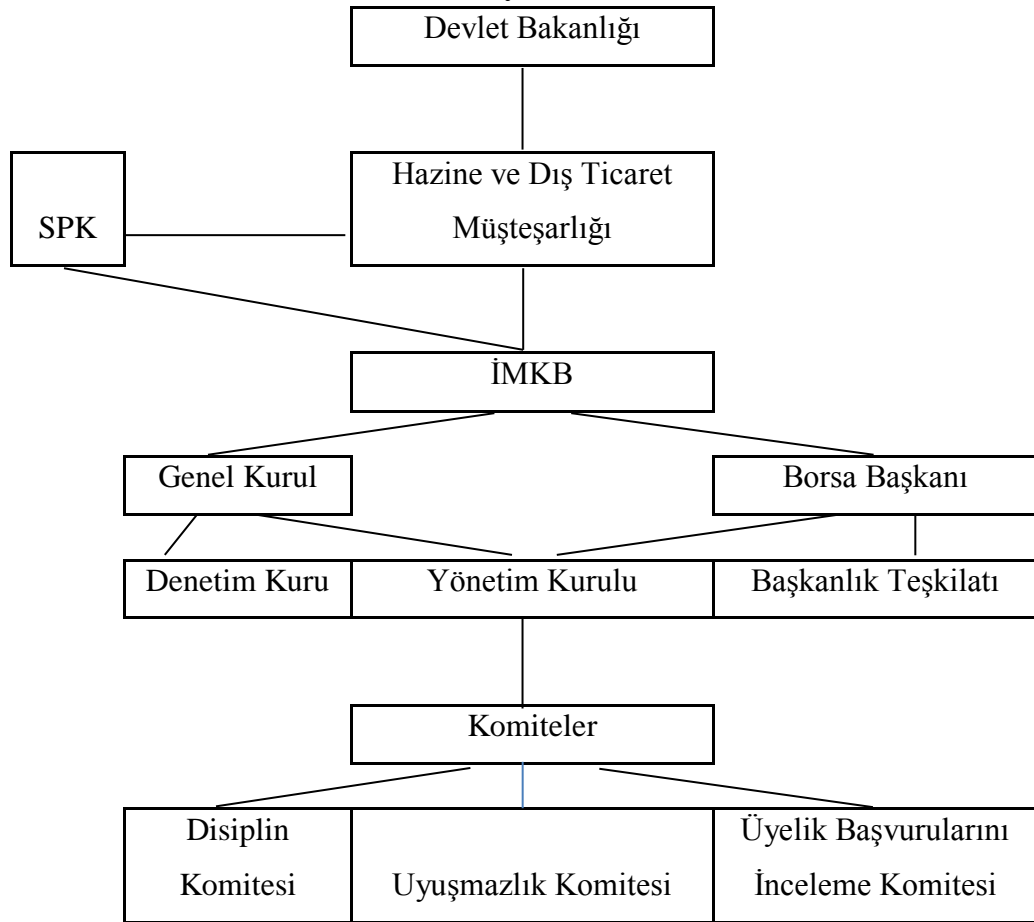 Devlet Bakanlığı
Hazine ve Dış Ticaret
SPK
Müşteşarlığı
İMKB
Genel Kurul
Borsa Başkanı
Denetim Kuru
Yönetim Kurulu
Başkanlık Teşkilatı
Komiteler
Disiplin
Komitesi
Uyuşmazlık Komitesi
Üyelik Başvurularını
İnceleme Komitesi